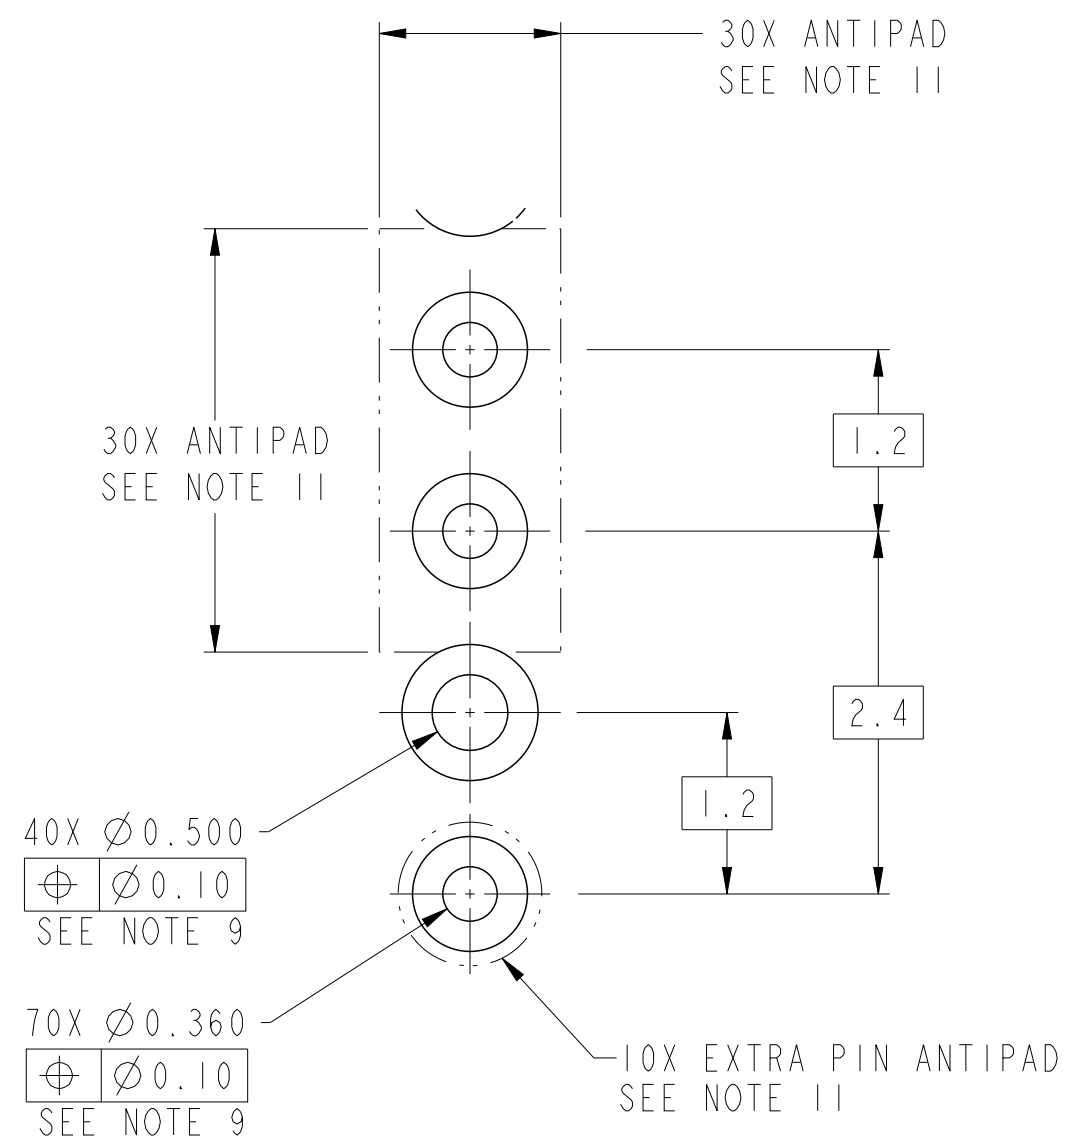 30X ANTIPAD
SEE NOTE 11
30X ANTIPAD
SEE NOTE 11
1.2
2.4
1.2
40X Ø0.500
⌖ Ø0.10
SEE NOTE 9
70X Ø0.360
⌖ Ø0.10
SEE NOTE 9
10X EXTRA PIN ANTIPAD
SEE NOTE 11